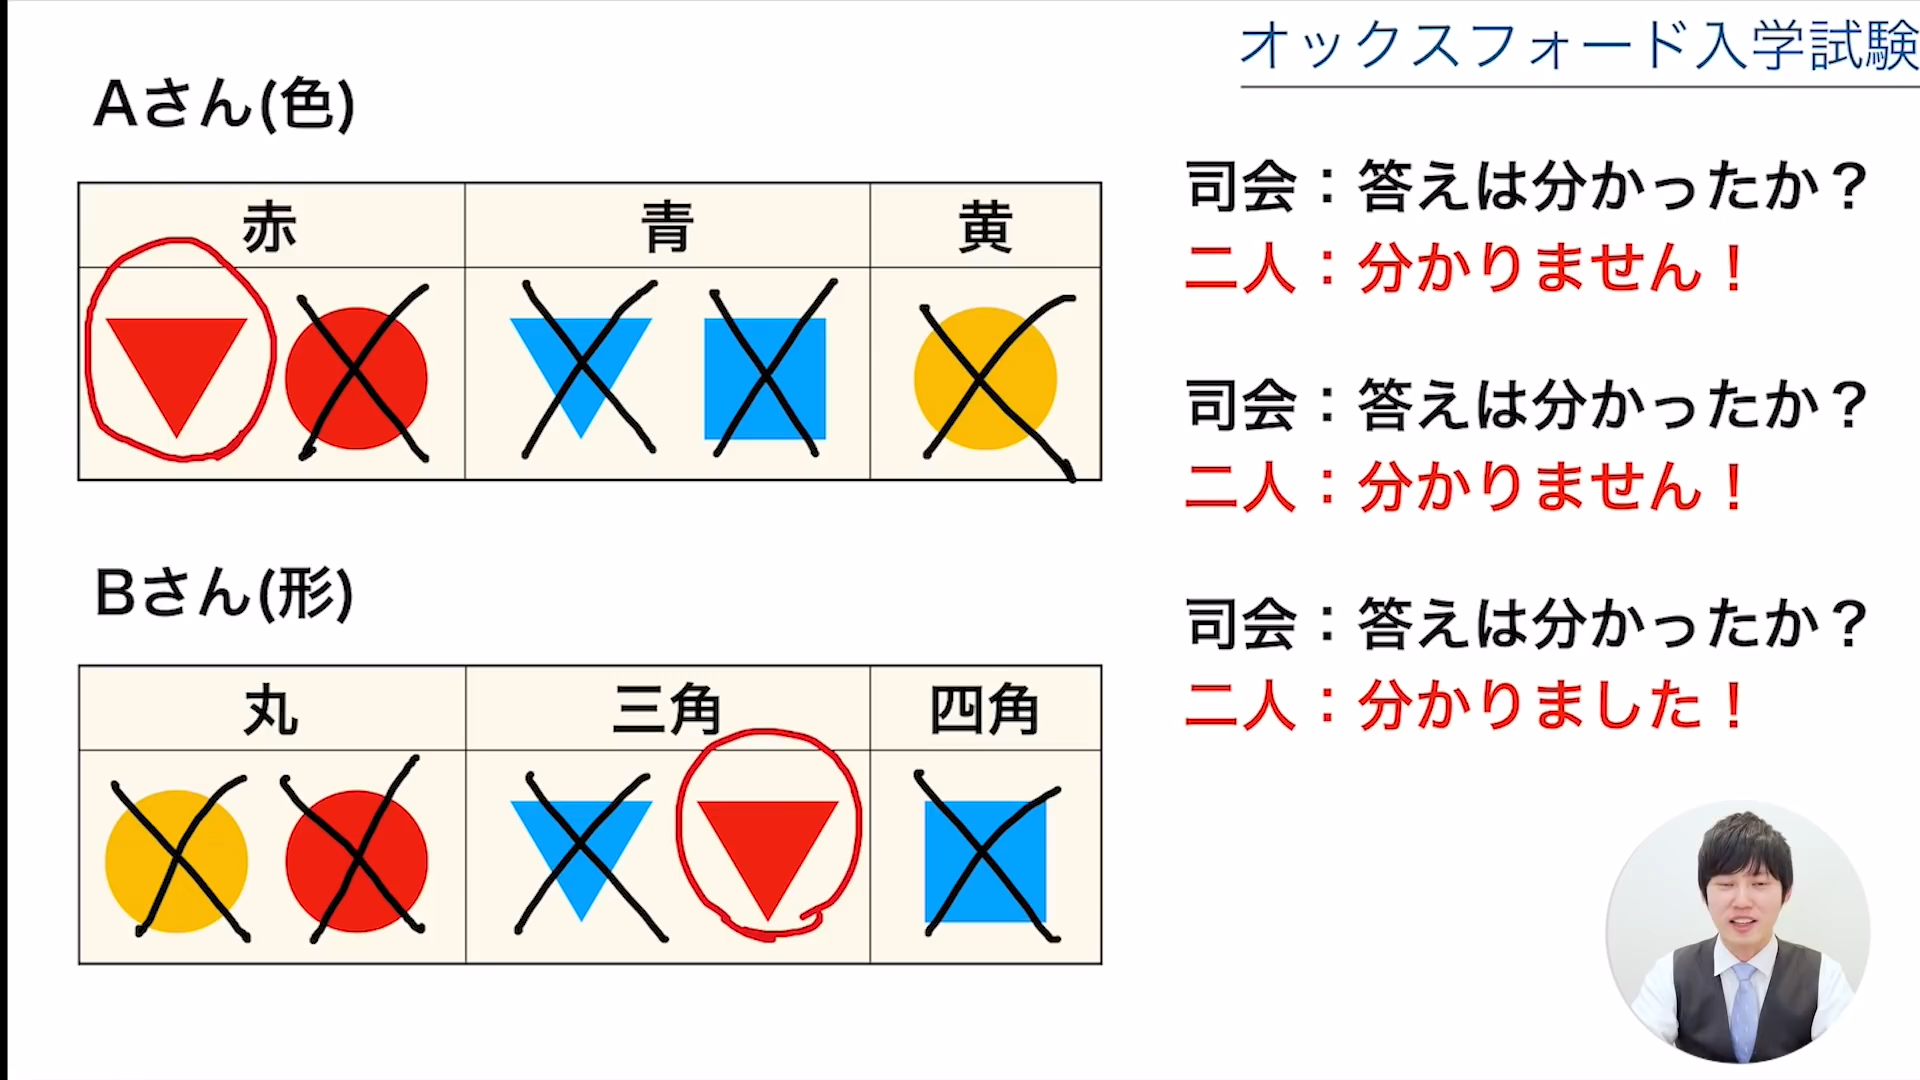 オックスフォード入学試験
Aさん(色)
赤 青 黄
Bさん(形)
丸 三角 四角
司会：答えは分かったか？
二人：分かりません！
司会：答えは分かったか？
二人：分かりません！
司会：答えは分かったか？
二人：分かりました！